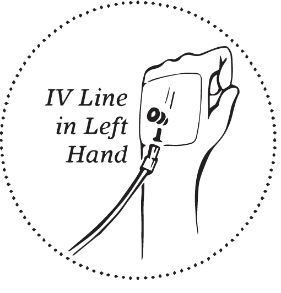 IV Line
in Left
Hand